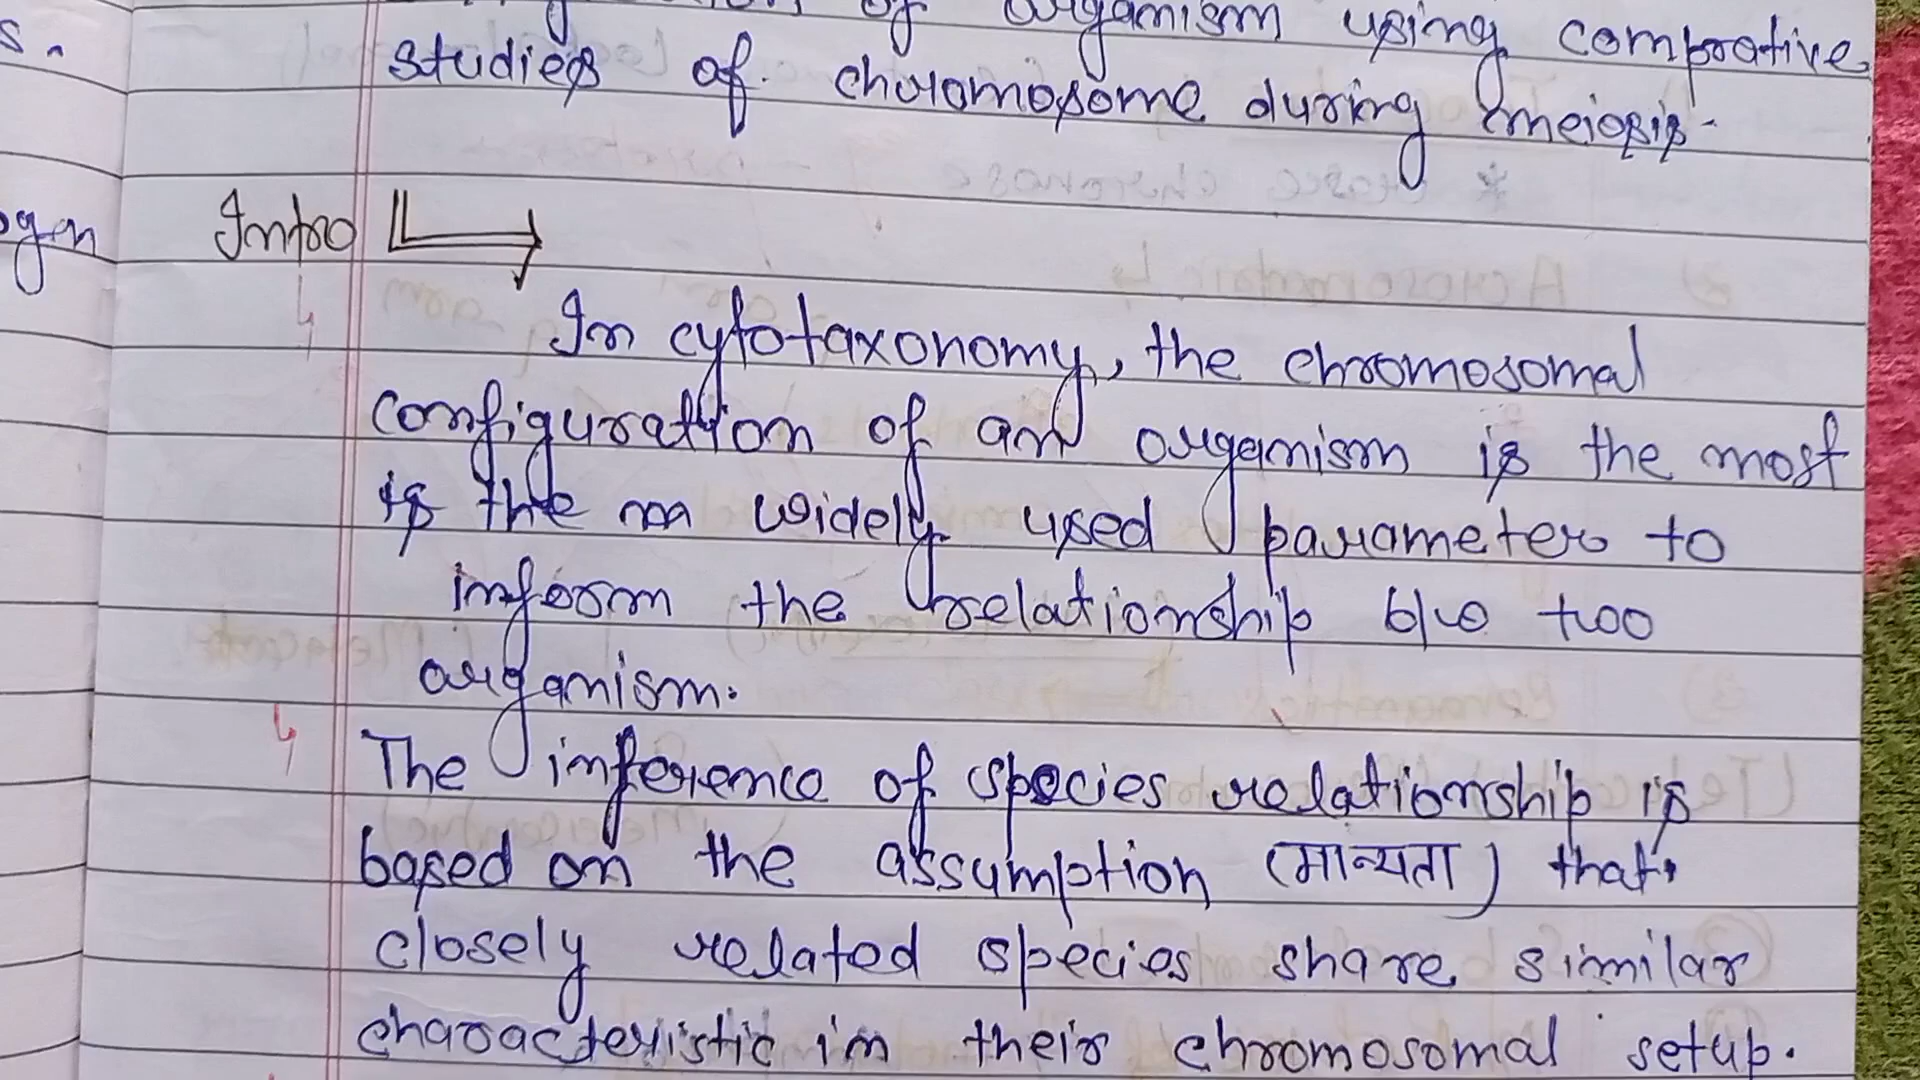 of organism using comprative
studies of chromosome during meiosis-
Intro
In cytotaxonomy, the chromosomal
configuration of an organism is the most
is the m widely used parameter to
inform the relationship b/w two
organism.
The inference of species relationship is
based on the assumption (मान्यता) that
closely related species share similar
characteristic in their chromosomal setup.